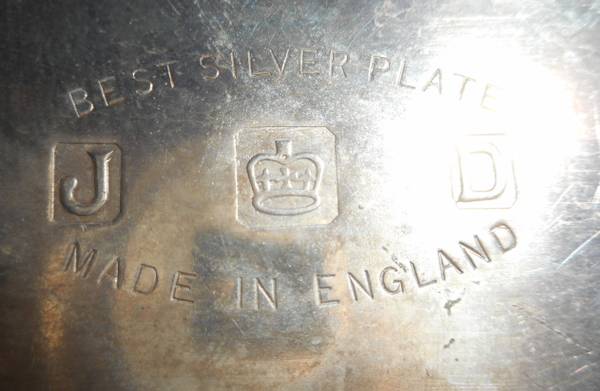 BEST SILVER PLATE
J D
MADE IN ENGLAND